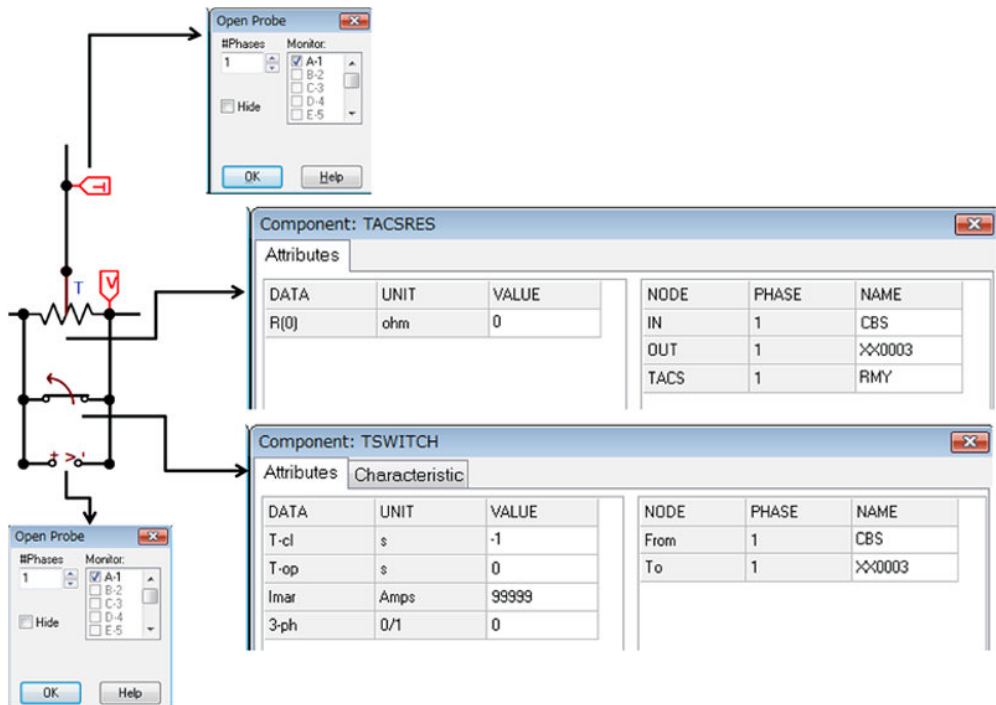 Open Probe
#Phases Monitor:
1 A-1
B-2
C-3
D-4
E-5
Hide
OK Help
T
T V
+ > '
Component: TACSRES
Attributes
DATA UNIT VALUE
R(0) ohm 0
NODE PHASE NAME
IN 1 CBS
OUT 1 XX0003
TACS 1 RMY
Component: TSWITCH
Attributes Characteristic
DATA UNIT VALUE
T-cl s -1
T-op s 0
Imar Amps 99999
3-ph 0/1 0
NODE PHASE NAME
From 1 CBS
To 1 XX0003
Open Probe
#Phases Monitor:
1 A-1
B-2
C-3
D-4
E-5
Hide
OK Help